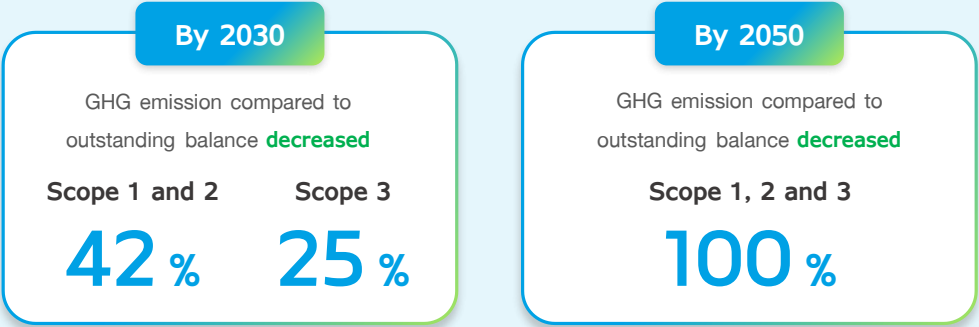 By 2030
GHG emission compared to
outstanding balance decreased
Scope 1 and 2
42 %
Scope 3
25 %
By 2050
GHG emission compared to
outstanding balance decreased
Scope 1, 2 and 3
100 %